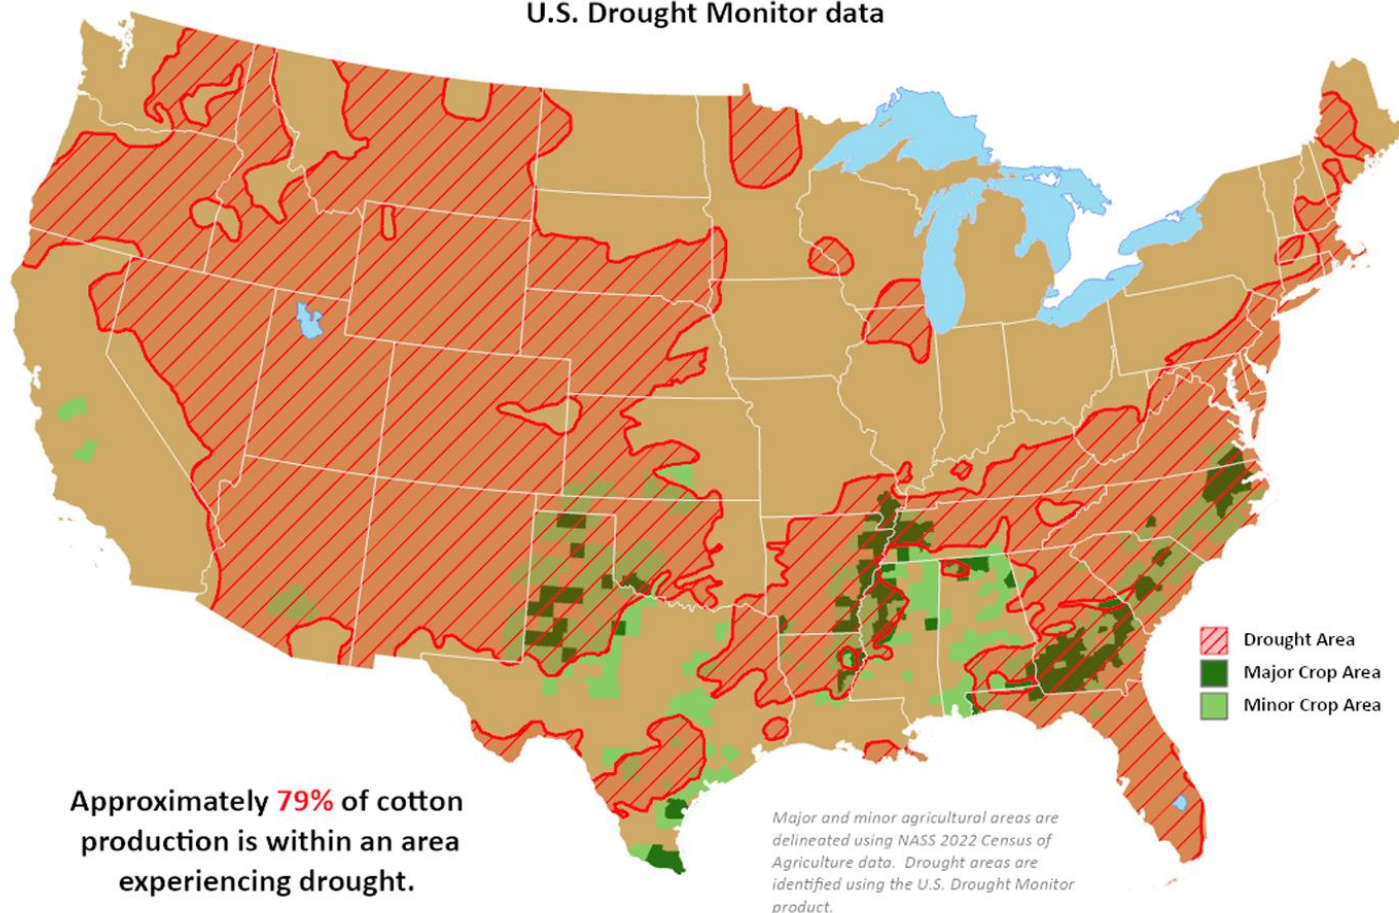 U.S. Drought Monitor data
Drought Area
Major Crop Area
Minor Crop Area
Approximately 79% of cotton
production is within an area
experiencing drought.
Major and minor agricultural areas are
delineated using NASS 2022 Census of
Agriculture data. Drought areas are
identified using the U.S. Drought Monitor
product.